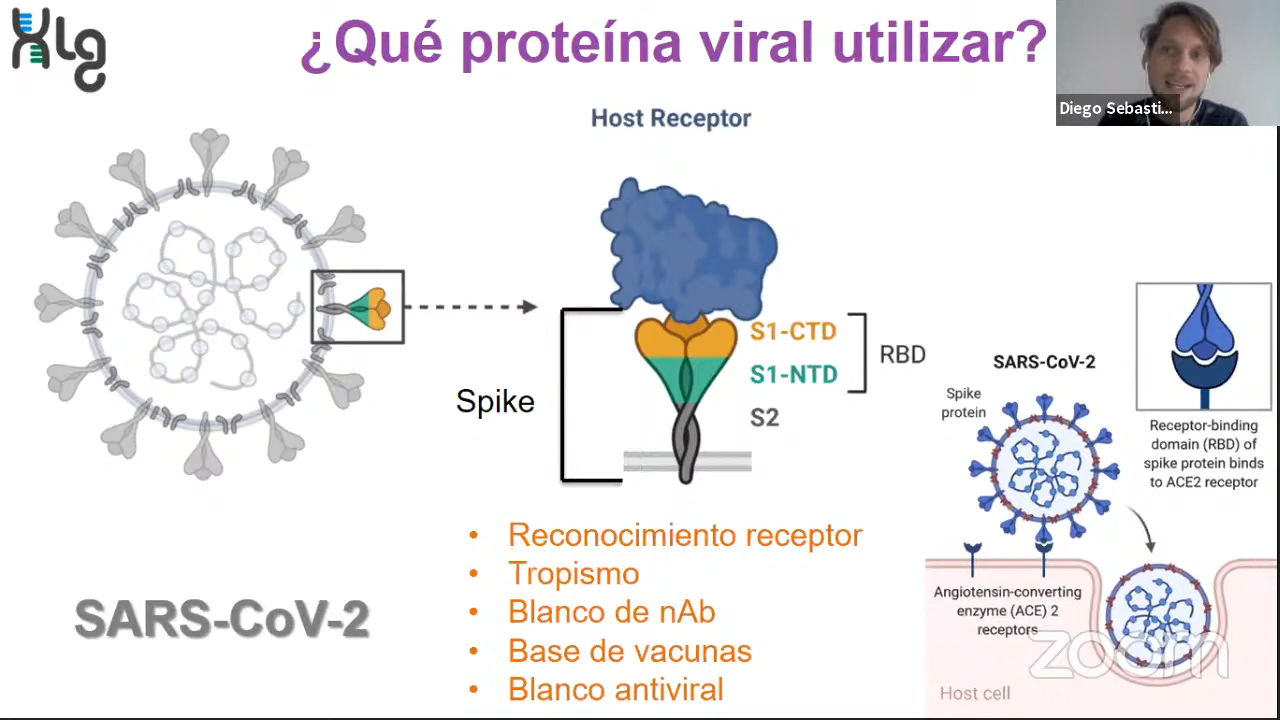 Xlg
¿Qué proteína viral utilizar?
Diego Sebasti...
Host Receptor
S1-CTD
S1-NTD
RBD
S2
Spike
SARS-CoV-2
Spike
protein
Receptor-binding
domain (RBD) of
spike protein binds
to ACE2 receptor
Angiotensin-converting
enzyme (ACE) 2
receptors
Host cell
zoom
SARS-CoV-2
• Reconocimiento receptor
• Tropismo
• Blanco de nAb
• Base de vacunas
• Blanco antiviral